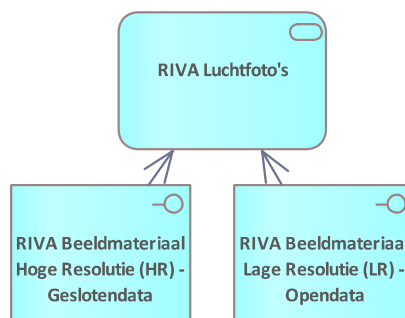 RIVA Luchtfoto's
RIVA Beeldmateriaal
Hoge Resolutie (HR) -
Geslotendata
RIVA Beeldmateriaa
Lage Resolutie (LR) -
Opendata